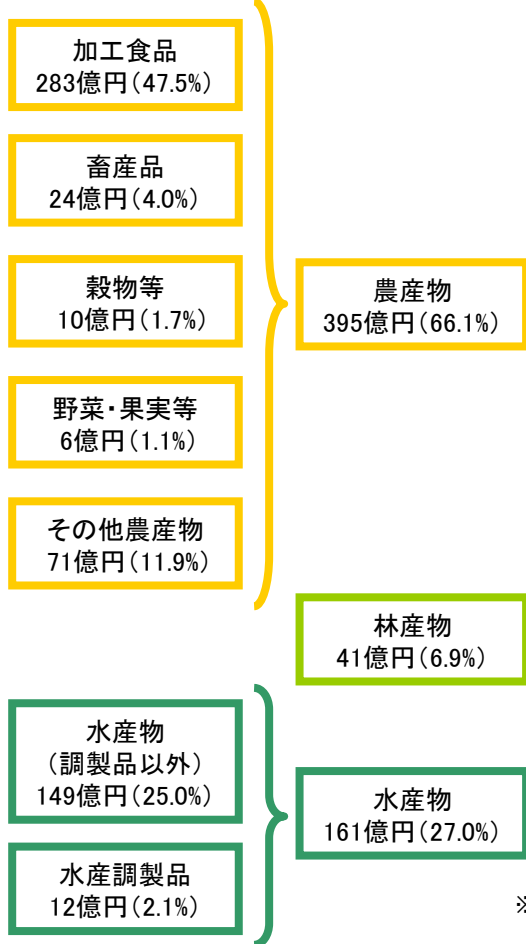 加工食品
283億円(47.5%)
畜産品
24億円(4.0%)
穀物等
10億円(1.7%)
野菜・果実等
6億円(1.1%)
その他農産物
71億円(11.9%)
農産物
395億円(66.1%)
林産物
41億円(6.9%)
水産物
(調製品以外)
149億円(25.0%)
水産調製品
12億円(2.1%)
水産物
161億円(27.0%)
※